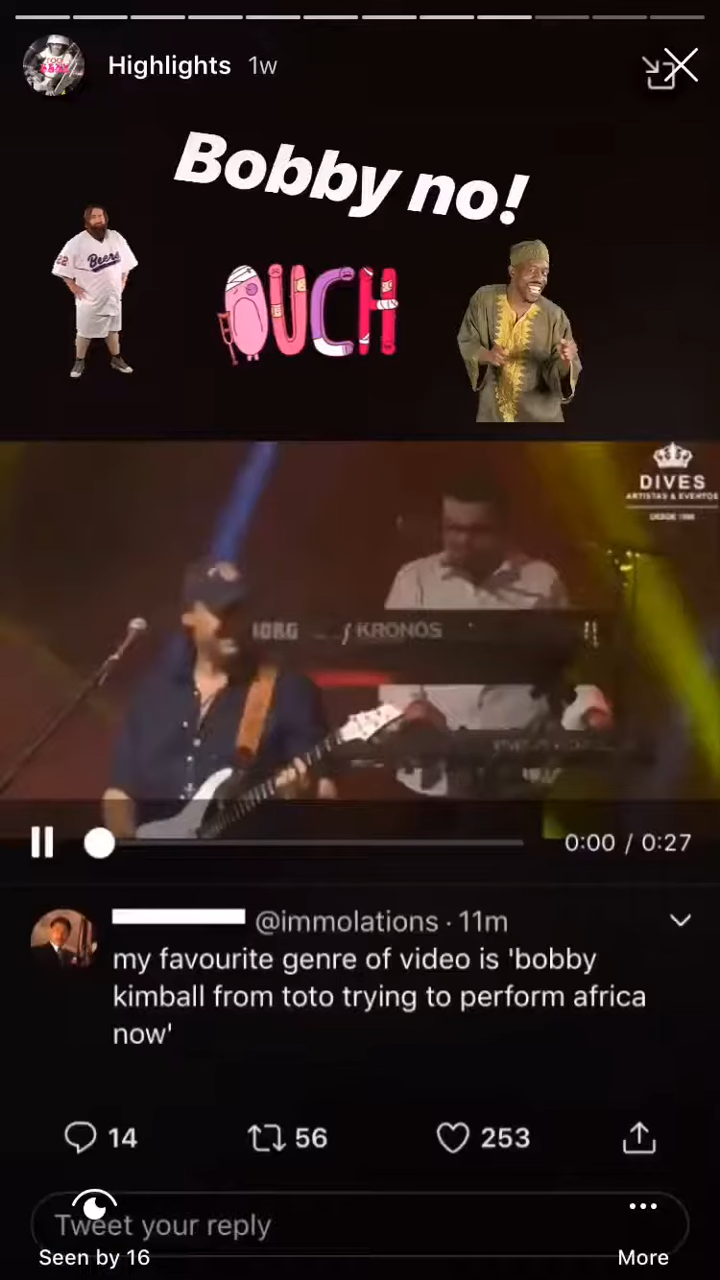 Highlights 1w
Bobby no!
Beers
OUCH
DIVES
ARTISTAS & EVENTOS
KORG KRONOS
0:00 / 0:27
@immolations · 11m
my favourite genre of video is 'bobby
kimball from toto trying to perform africa
now'
14 56 253
Tweet your reply
Seen by 16 More